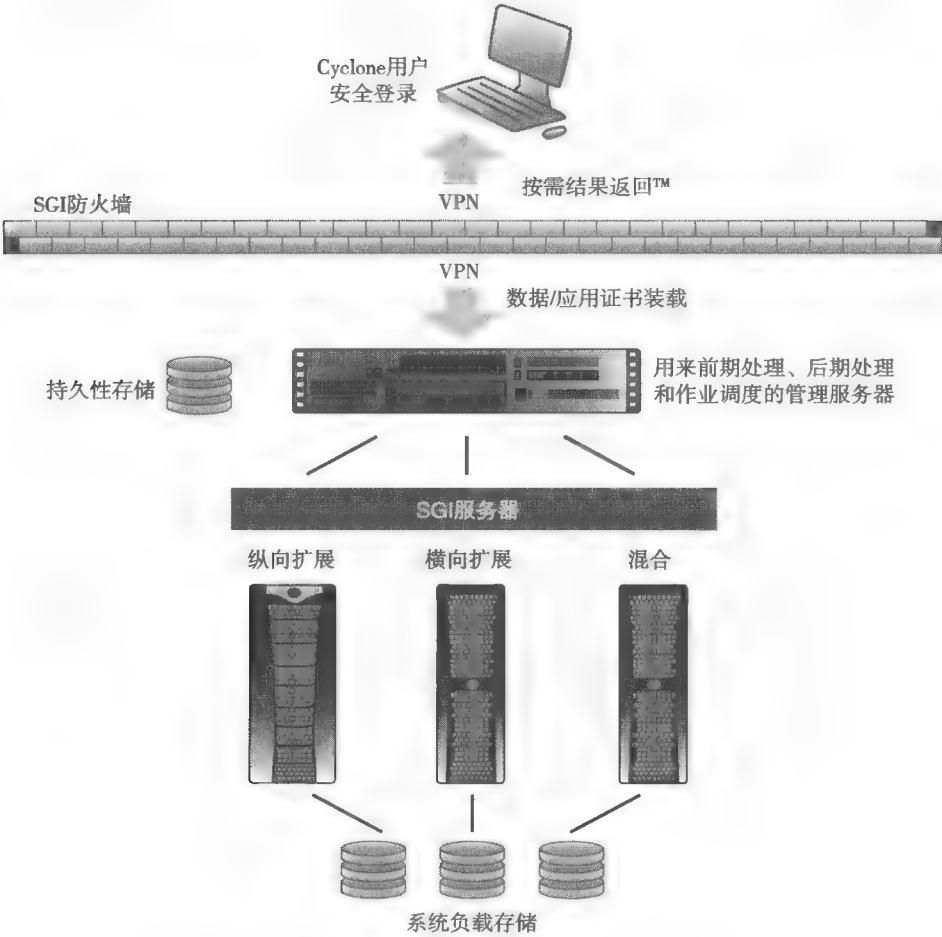 Cyclone用户
安全登录
按需结果返回™
VPN
SGI防火墙
VPN
数据/应用证书装载
持久性存储
用来前期处理、后期处理
和作业调度的管理服务器
SGI服务器
纵向扩展
横向扩展
混合
系统负载存储